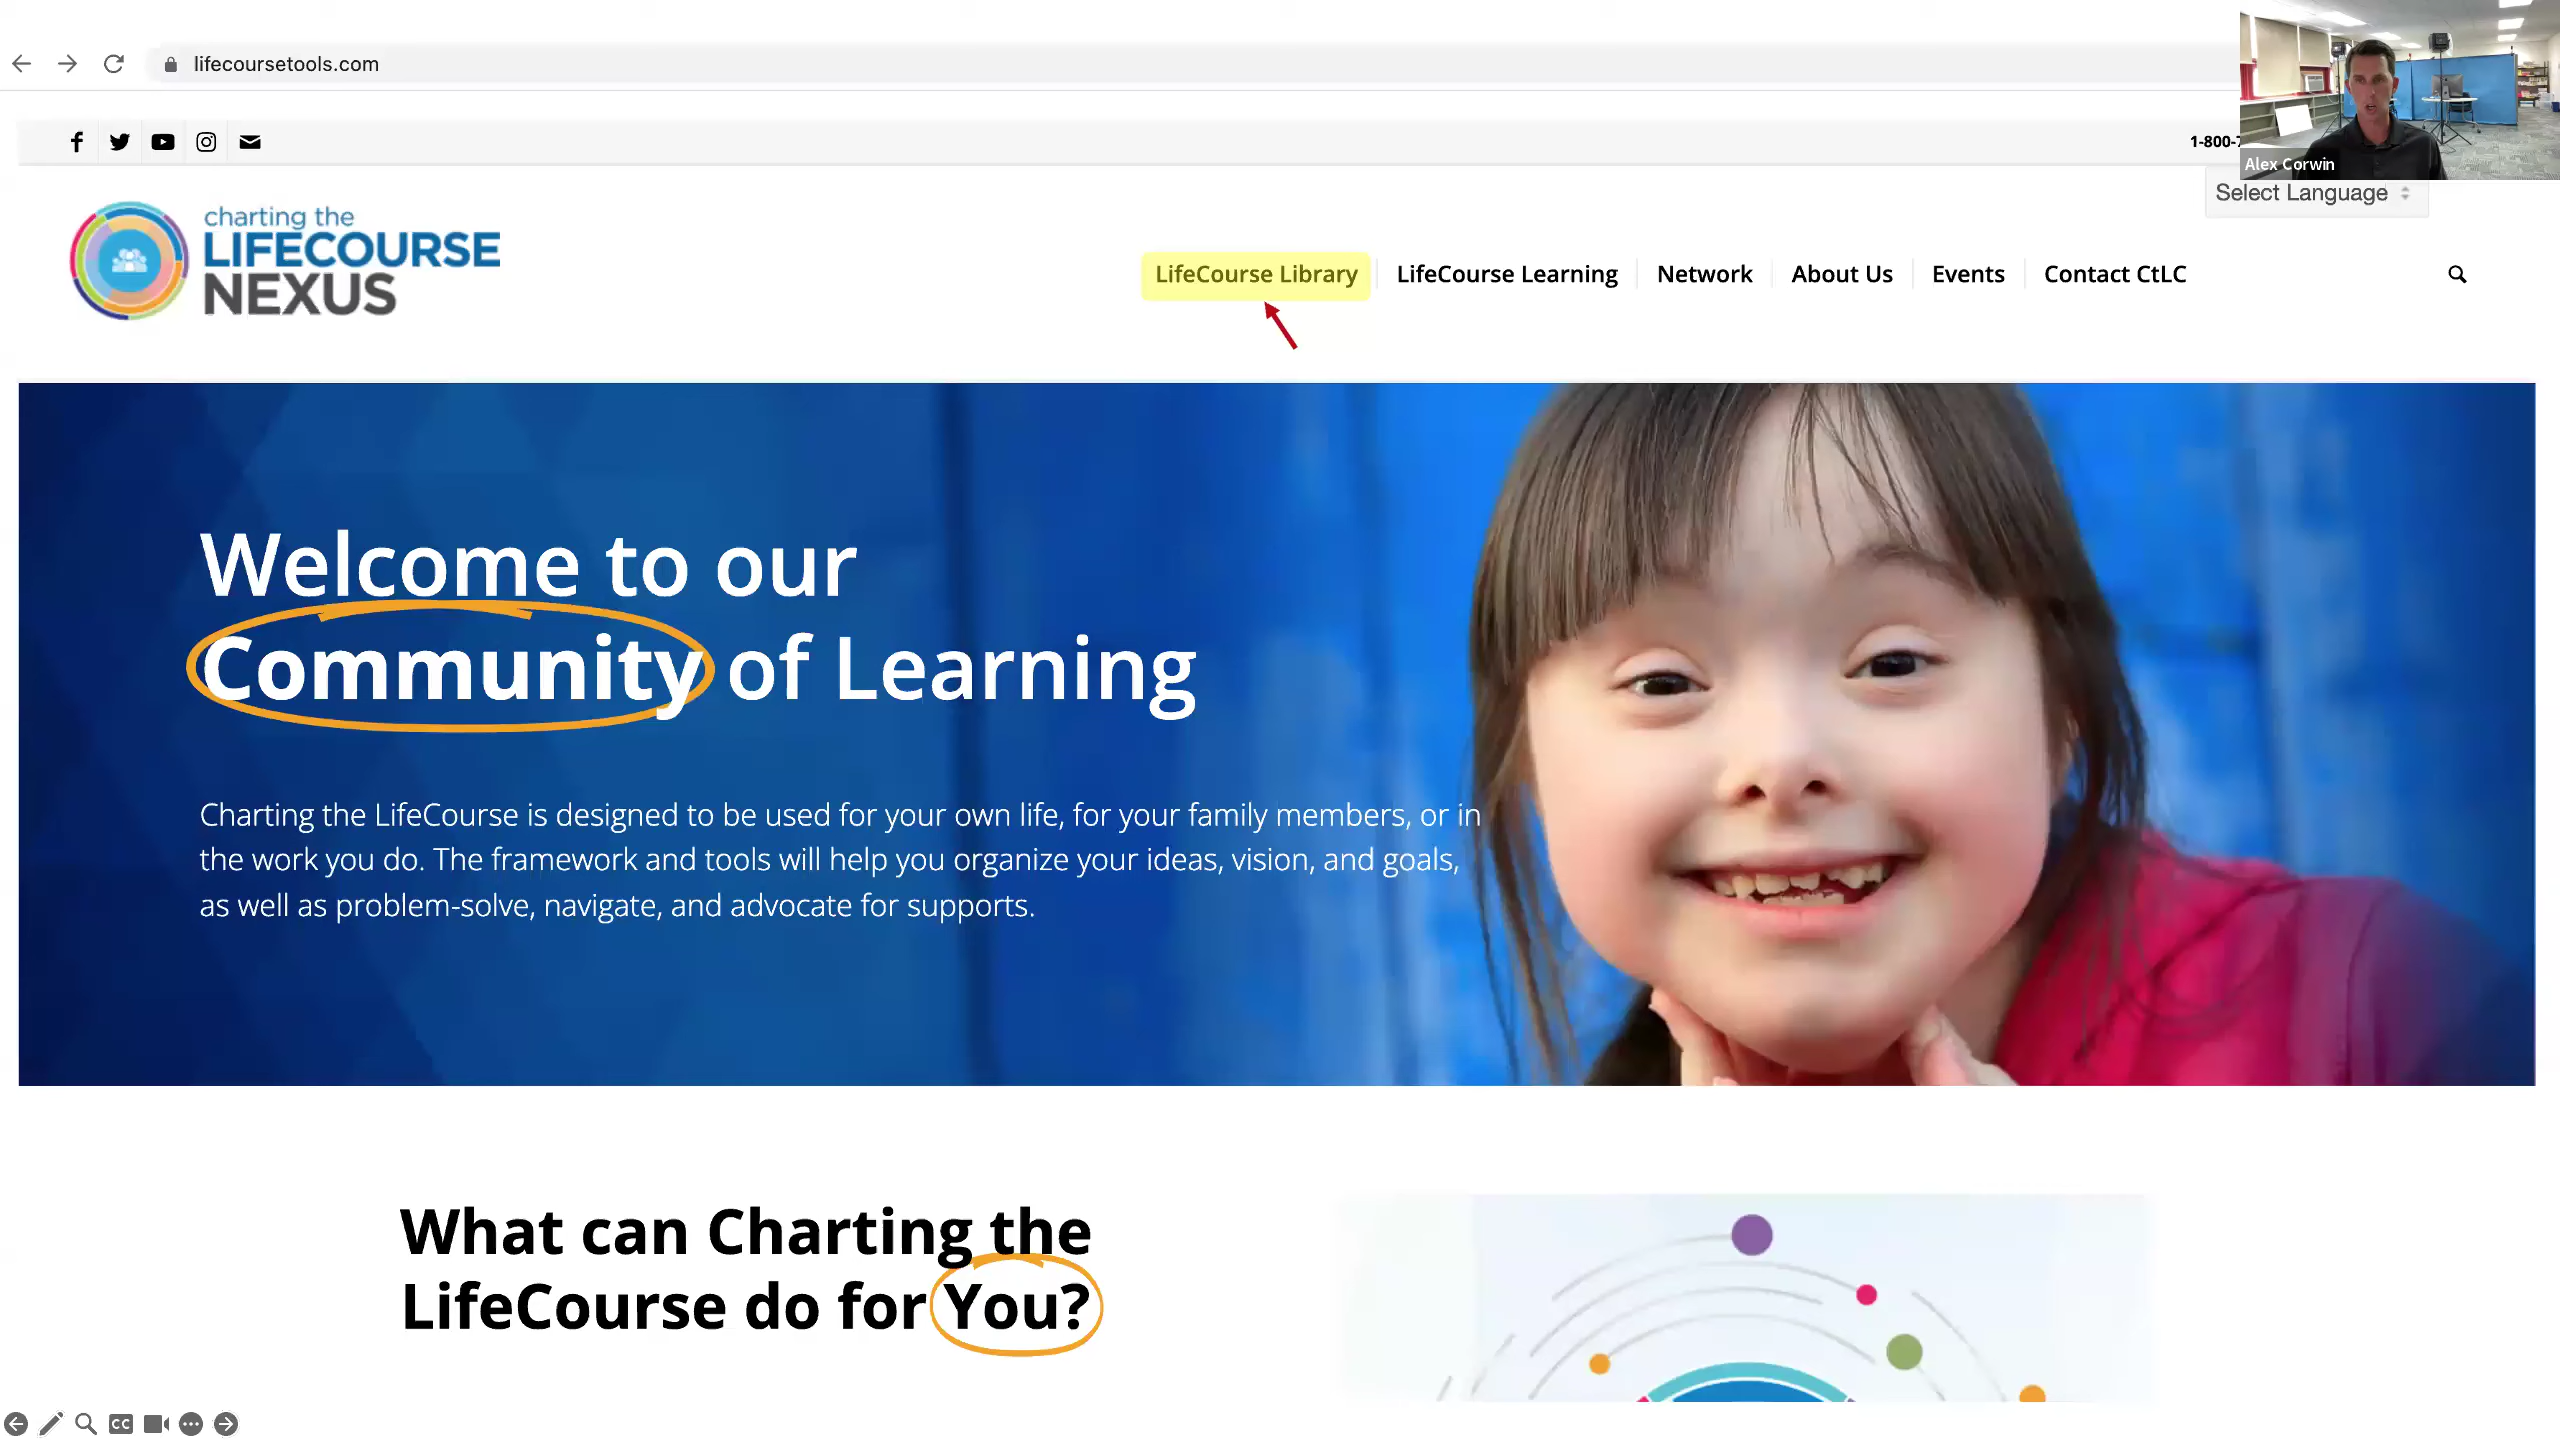 lifecoursetools.com
1-800-
Alex Corwin
Select Language
charting the
LIFECOURSE
NEXUS
LifeCourse Library
LifeCourse Learning
Network
About Us
Events
Contact CtLC
Welcome to our
Community of Learning
Charting the LifeCourse is designed to be used for your own life, for your family members, or in
the work you do. The framework and tools will help you organize your ideas, vision, and goals,
as well as problem-solve, navigate, and advocate for supports.
What can Charting the
LifeCourse do for You?
CC